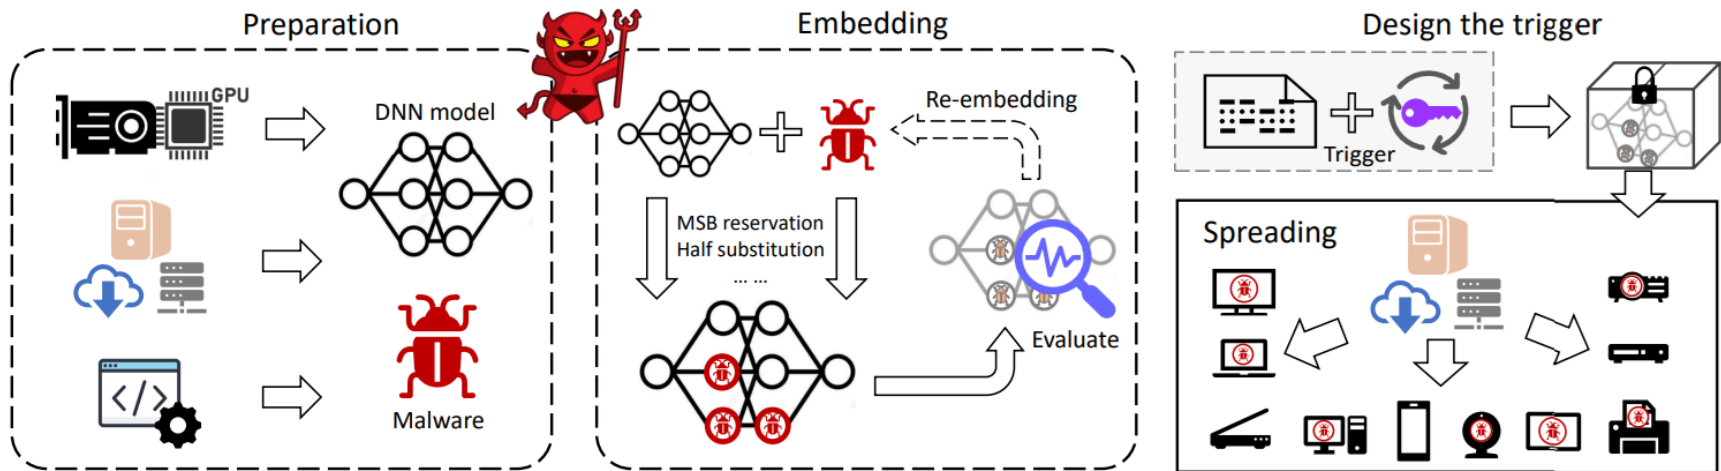 Preparation
GPU
DNN model
</>
Malware
Embedding
Re-embedding
MSB reservation
Half substitution
... ...
Evaluate
Design the trigger
Trigger
Spreading